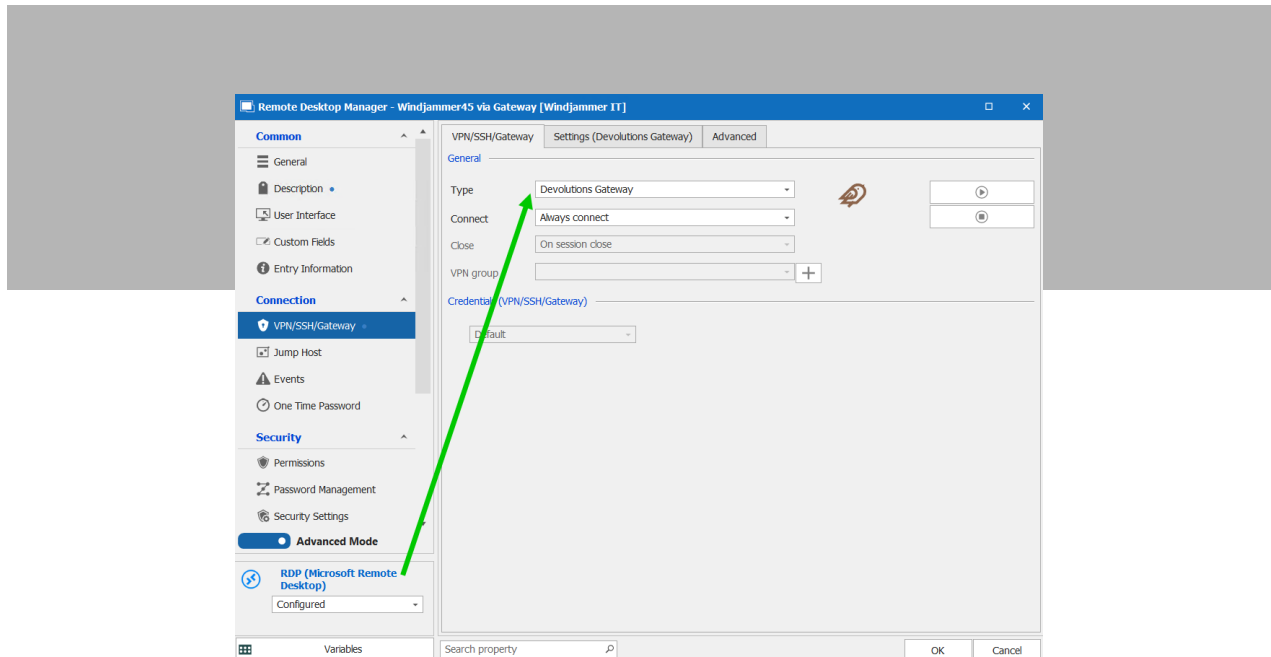 Remote Desktop Manager - Windjammer45 via Gateway [Windjammer IT]
Common
General
Description
User Interface
Custom Fields
Entry Information
Connection
VPN/SSH/Gateway
Jump Host
Events
One Time Password
Security
Permissions
Password Management
Security Settings
Advanced Mode
RDP (Microsoft Remote
Desktop)
Configured
Variables
VPN/SSH/Gateway Settings (Devolutions Gateway) Advanced
General
Type Devolutions Gateway
Connect Always connect
Close On session close
VPN group
Credentials (VPN/SSH/Gateway)
Default
Search property
OK Cancel